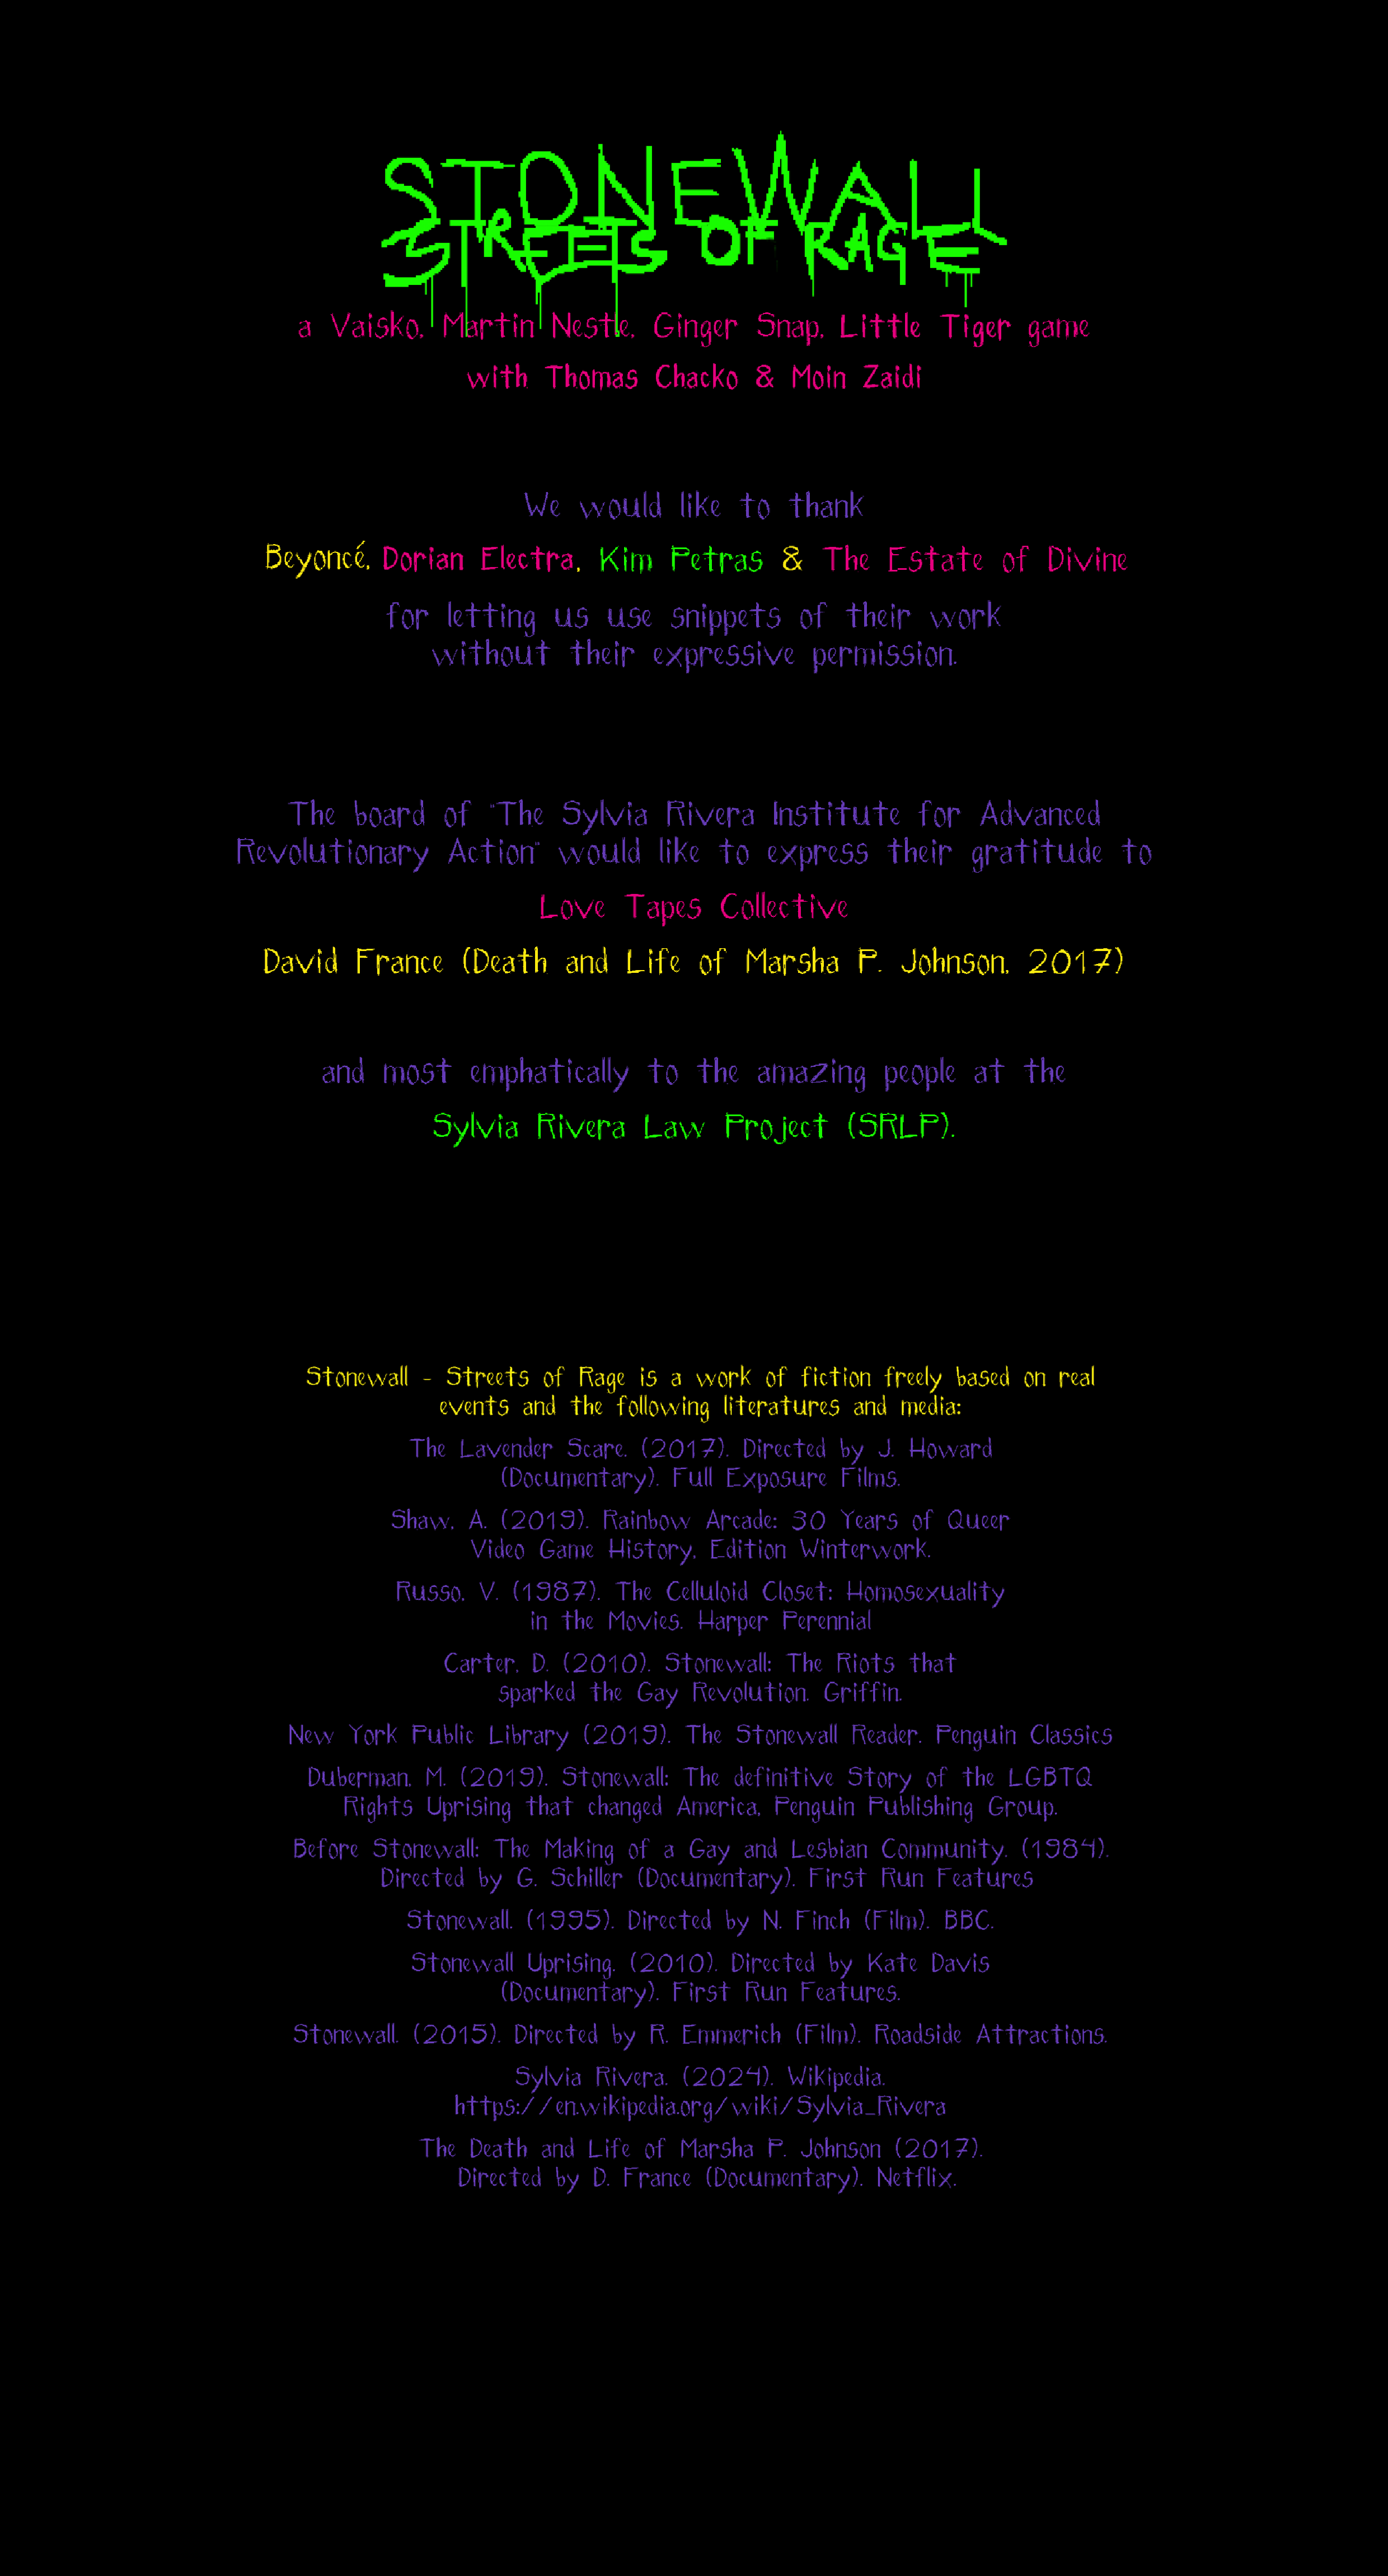 STONEWALL
STREETS OF RAGE
a Vaisko, Martin Nestle, Ginger Snap, Little Tiger game
with Thomas Chacko & Moin Zaidi
We would like to thank
Beyoncé, Dorian Electra, Kim Petras & The Estate of Divine
for letting us use snippets of their work
without their expressive permission.
The board of "The Sylvia Rivera Institute for Advanced
Revolutionary Action" would like to express their gratitude to
Love Tapes Collective
David France (Death and Life of Marsha P. Johnson, 2017)
and most emphatically to the amazing people at the
Sylvia Rivera Law Project (SRLP).
Stonewall - Streets of Rage is a work of fiction freely based on real
events and the following literatures and media:
The Lavender Scare. (2017). Directed by J. Howard
(Documentary). Full Exposure Films.
Shaw, A. (2019). Rainbow Arcade: 30 Years of Queer
Video Game History, Edition Winterwork.
Russo, V. (1987). The Celluloid Closet: Homosexuality
in the Movies. Harper Perennial
Carter, D. (2010). Stonewall: The Riots that
sparked the Gay Revolution. Griffin.
New York Public Library (2019). The Stonewall Reader. Penguin Classics
Duberman, M. (2019). Stonewall: The definitive Story of the LGBTQ
Rights Uprising that changed America, Penguin Publishing Group.
Before Stonewall: The Making of a Gay and Lesbian Community. (1984).
Directed by G. Schiller (Documentary). First Run Features
Stonewall. (1995). Directed by N. Finch (Film). BBC.
Stonewall Uprising. (2010). Directed by Kate Davis
(Documentary). First Run Features.
Stonewall. (2015). Directed by R. Emmerich (Film). Roadside Attractions.
Sylvia Rivera. (2024). Wikipedia.
https://en.wikipedia.org/wiki/Sylvia_Rivera
The Death and Life of Marsha P. Johnson (2017).
Directed by D. France (Documentary). Netflix.